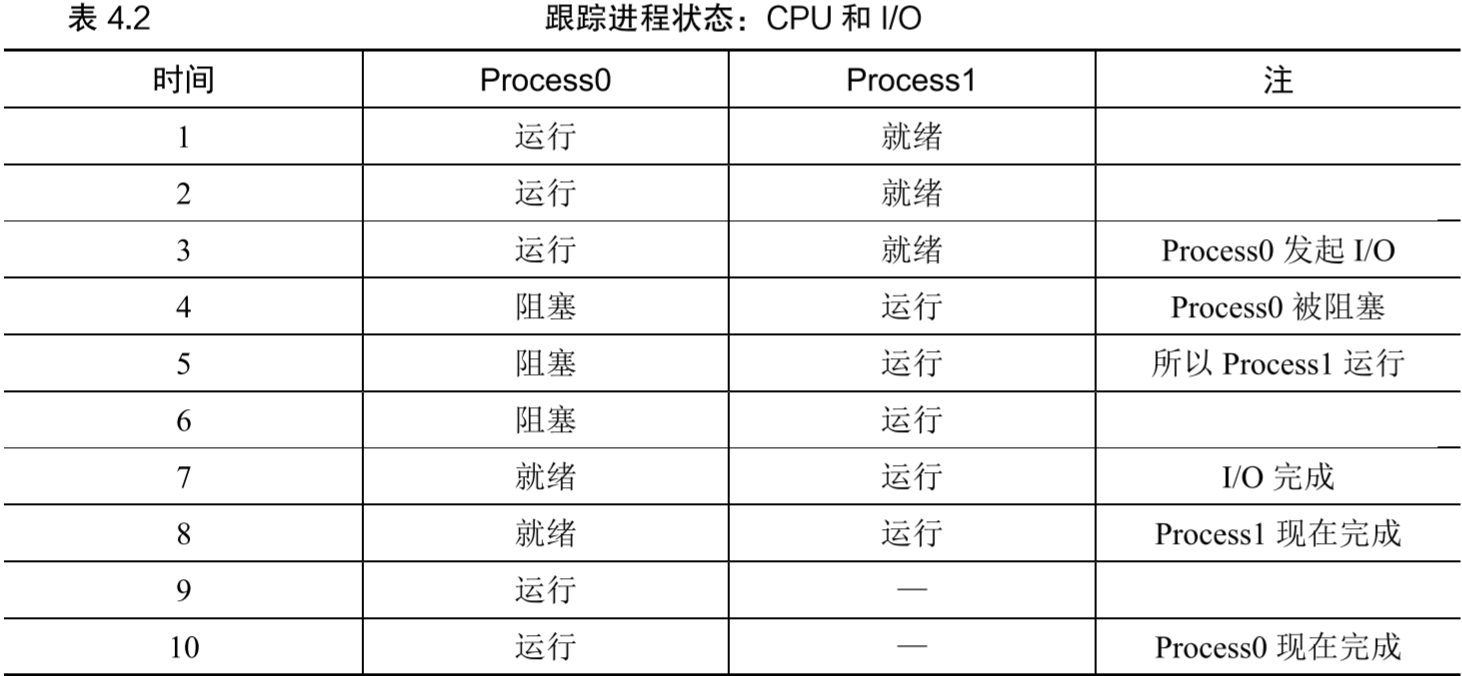 表 4.2 跟踪进程状态：CPU 和 I/O
时间 Process0 Process1 注
1 运行 就绪
2 运行 就绪
3 运行 就绪 Process0 发起 I/O
4 阻塞 运行 Process0 被阻塞
5 阻塞 运行 所以 Process1 运行
6 阻塞 运行
7 就绪 运行 I/O 完成
8 就绪 运行 Process1 现在完成
9 运行 —
10 运行 — Process0 现在完成